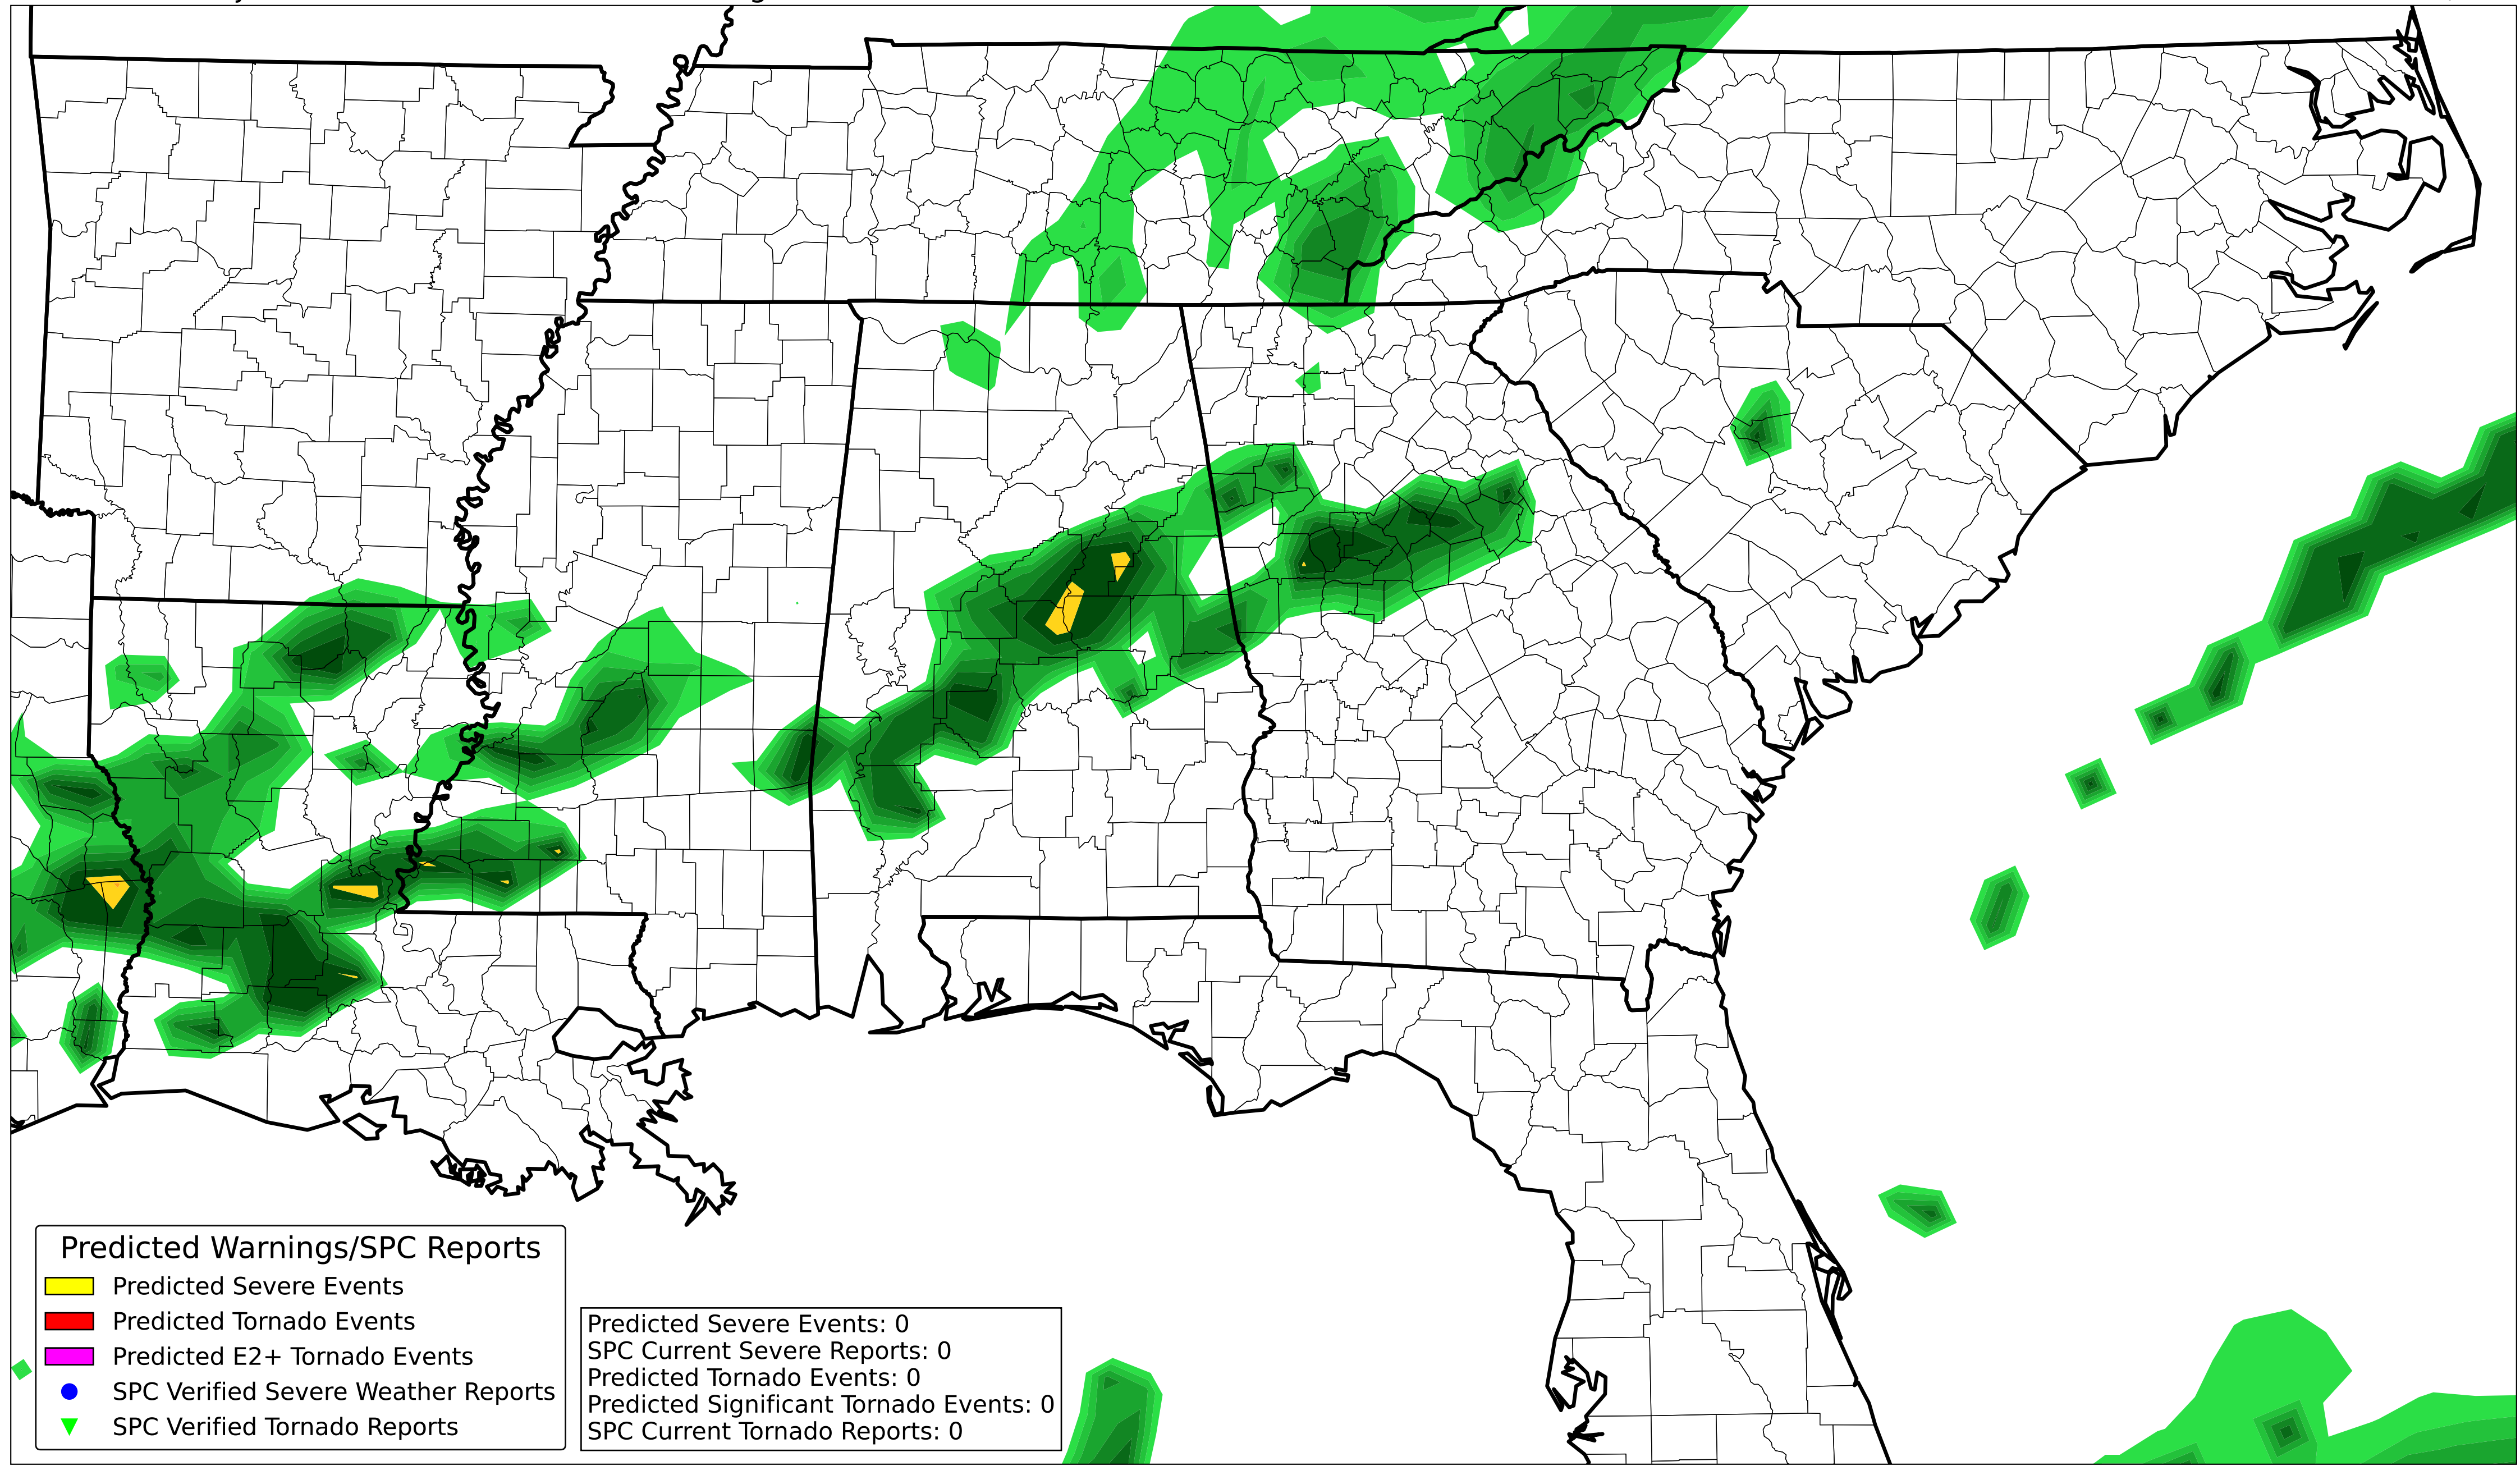 Predicted Warnings/SPC Reports
Predicted Severe Events
Predicted Tornado Events
Predicted E2+ Tornado Events
SPC Verified Severe Weather Reports
SPC Verified Tornado Reports
Predicted Severe Events: 0
SPC Current Severe Reports: 0
Predicted Tornado Events: 0
Predicted Significant Tornado Events: 0
SPC Current Tornado Reports: 0